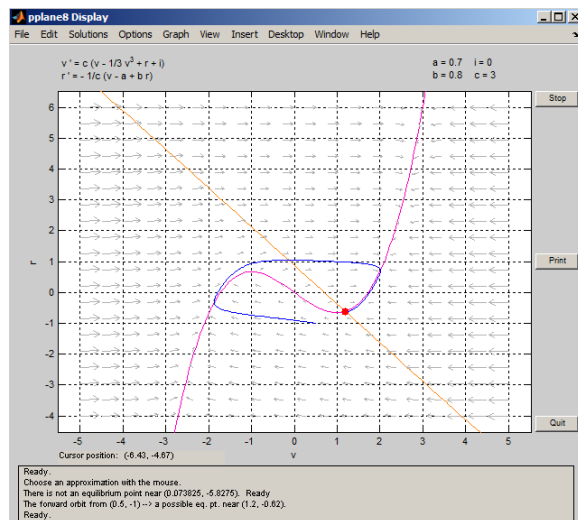 pplane8 Display
File Edit Solutions Options Graph View Insert Desktop Window Help
v ' = c (v - 1/3 v³ + r + i)
r ' = - 1/c (v - a + b r)
a = 0.7 i = 0
b = 0.8 c = 3
Stop
6
5
4
3
2
1
0
-1
-2
-3
-4
r
Print
Quit
-5 -4 -3 -2 -1 0 1 2 3 4 5
v
Cursor position: (-6.43, -4.67)
Ready.
Choose an approximation with the mouse.
There is not an equilibrium point near (0.073825, -5.8275). Ready
The forward orbit from (0.5, -1) --> a possible eq. pt. near (1.2, -0.62).
Ready.